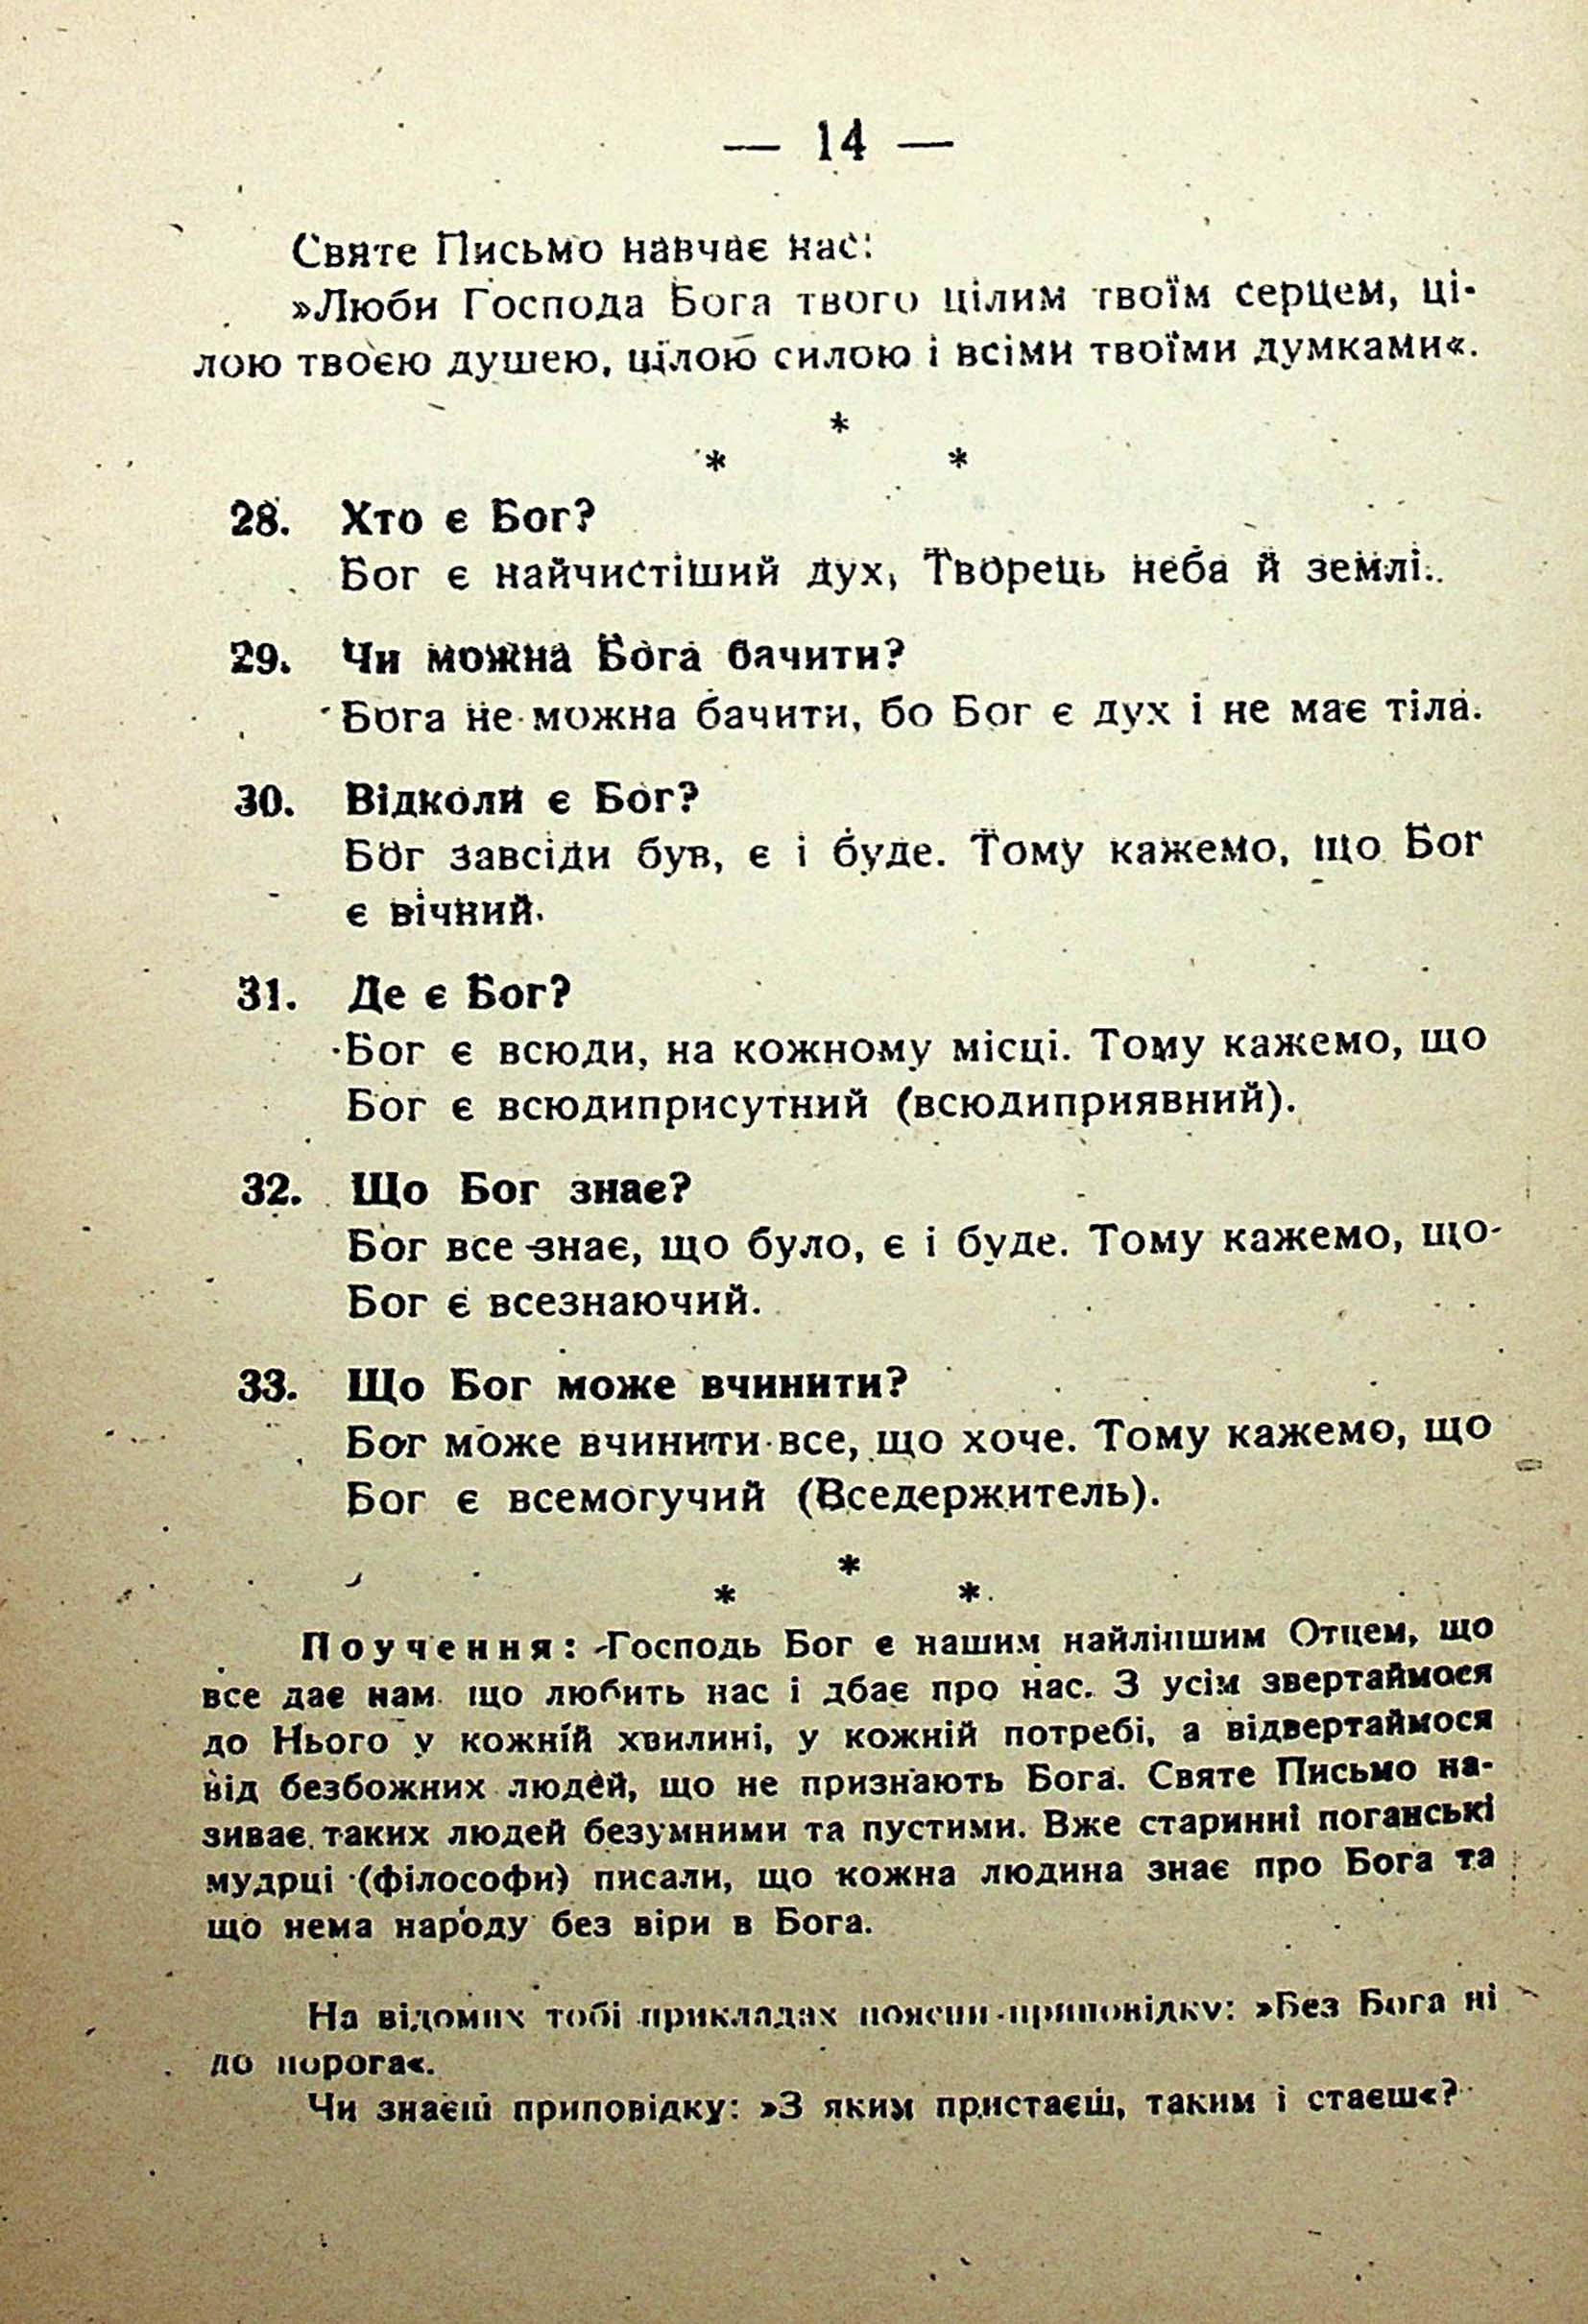 — 14 —
Святе Письмо навчає нас:
»Люби Господа Бога твого цілим твоїм серцем, ці-
лою твоєю душею, цілою силою і всіми твоїми думками«.
*
* *
28. Хто є Бог?
Бог є найчистіший дух, Творець неба й землі.
29. Чи можна Бога бачити?
Бога не можна бачити, бо Бог є дух і не має тіла.
30. Відколи є Бог?
Бог завсіди був, є і буде. Тому кажемо, що Бог
є вічний.
31. Де є Бог?
Бог є всюди, на кожному місці. Тому кажемо, що
Бог є всюдиприсутний (всюдиприявний).
32. Що Бог знає?
Бог все знає, що було, є і буде. Тому кажемо, що
Бог є всезнаючий.
33. Що Бог може вчинити?
Бог може вчинити все, що хоче. Тому кажемо, що
Бог є всемогучий (Вседержитель).
*
* *
Поучення: Господь Бог є нашим найліпшим Отцем, що
все дає нам що любить нас і дбає про нас. З усім звертаймося
до Нього у кожній хвилині, у кожній потребі, а відвертаймося
від безбожних людей, що не признають Бога. Святе Письмо на-
зиває таких людей безумними та пустими. Вже старинні поганські
мудрці (філософи) писали, що кожна людина знає про Бога та
що нема народу без віри в Бога.
На відомих тобі прикладах поясни приповідку: »Без Бога ні
до порога«.
Чи знаєш приповідку: »З яким пристаєш, таким і стаєш«?